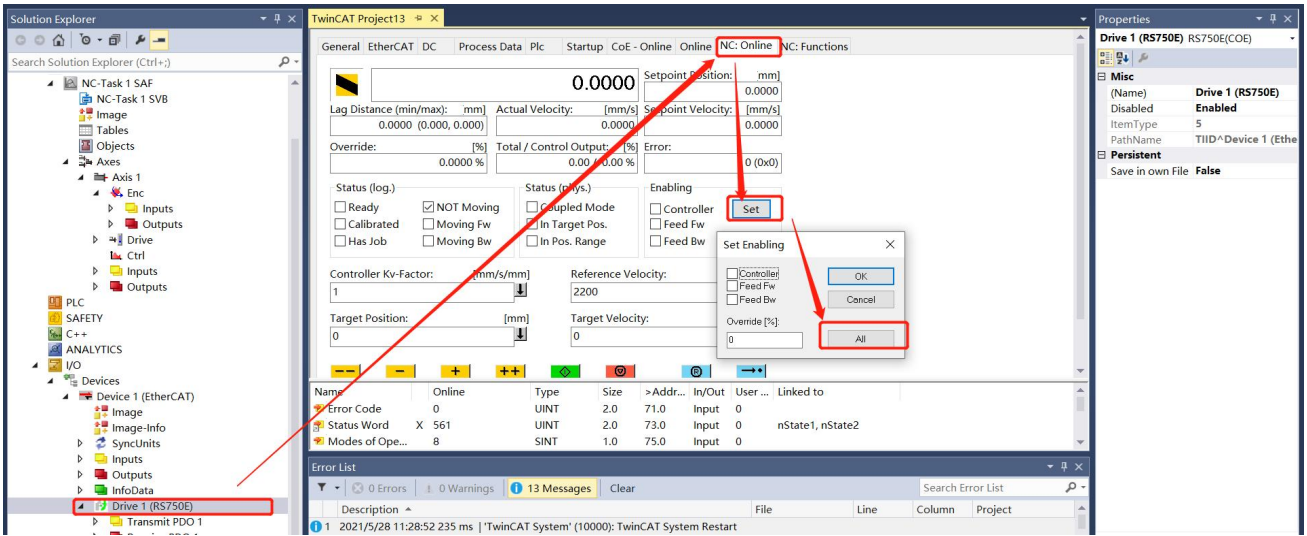 Solution Explorer
Search Solution Explorer (Ctrl+;)
NC-Task 1 SAF
NC-Task 1 SVB
Image
Tables
Objects
Axes
Axis 1
Enc
Inputs
Outputs
Drive
Ctrl
Inputs
Outputs
PLC
SAFETY
C++
ANALYTICS
I/O
Devices
Device 1 (EtherCAT)
Image
Image-Info
SyncUnits
Inputs
Outputs
InfoData
Drive 1 (RS750E)
Transmit PDO 1
TwinCAT Project13
General EtherCAT DC Process Data Plc Startup CoE - Online Online NC: Online NC: Functions
0.0000
Setpoint Position: mm]
0.0000
Lag Distance (min/max): mm] Actual Velocity: [mm/s] Setpoint Velocity: [mm/s]
0.0000 (0.000, 0.000) 0.0000 0.0000
Override: [%] Total / Control Output: [%] Error:
0.0000 % 0.00 / 0.00 % 0 (0x0)
Status (log.) Status (phys.) Enabling
Ready NOT Moving Coupled Mode Controller Set
Calibrated Moving Fw In Target Pos. Feed Fw
Has Job Moving Bw In Pos. Range Feed Bw
Set Enabling
Controller OK
Feed Fw
Feed Bw Cancel
Override [%]:
0 All
Controller Kv-Factor: [mm/s/mm] Reference Velocity:
1 2200
Target Position: [mm] Target Velocity:
0 0
-- - + ++
Name Online Type Size >Addr... In/Out User ... Linked to
Error Code 0 UINT 2.0 71.0 Input 0
Status Word X 561 UINT 2.0 73.0 Input 0 nState1, nState2
Modes of Ope... 8 SINT 1.0 75.0 Input 0
Error List
0 Errors 0 Warnings 13 Messages Clear Search Error List
Description File Line Column Project
1 2021/5/28 11:28:52 235 ms | 'TwinCAT System' (10000): TwinCAT System Restart
Properties
Drive 1 (RS750E) RS750E(COE)
Misc
(Name) Drive 1 (RS750E)
Disabled Enabled
ItemType 5
PathName TIID^Device 1 (Ethe
Persistent
Save in own File False